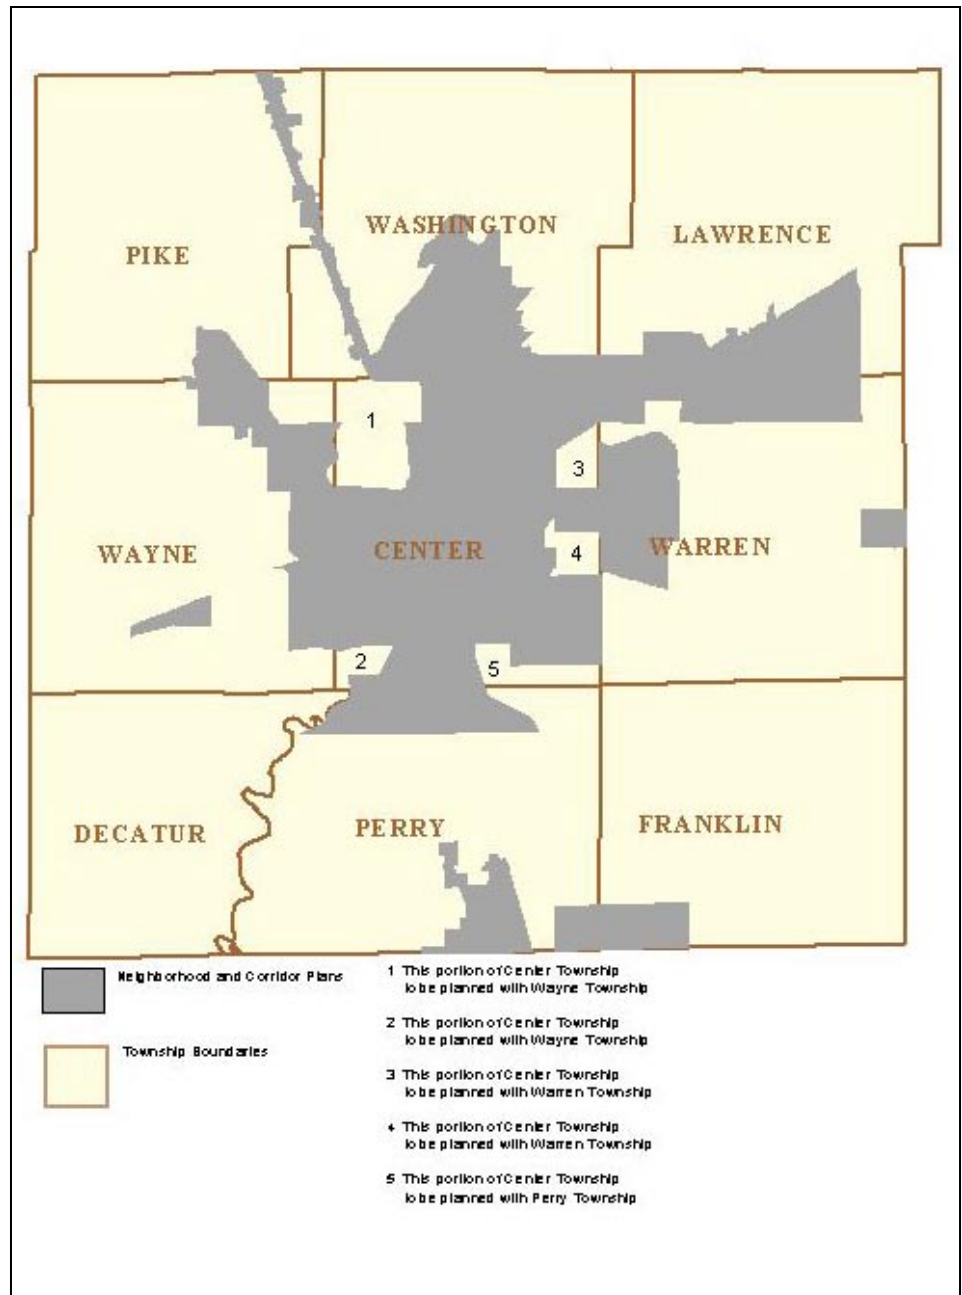 WASHINGTON
LAWRENCE
PIKE
1
3
WAYNE
CENTER
4
WARREN
2
5
DECATUR
PERRY
FRANKLIN
Neighborhood and Corridor Plans
Township Boundaries
1 This portion of Center Township
to be planned with Wayne Township
2 This portion of Center Township
to be planned with Wayne Township
3 This portion of Center Township
to be planned with Warren Township
4 This portion of Center Township
to be planned with Warren Township
5 This portion of Center Township
to be planned with Perry Township